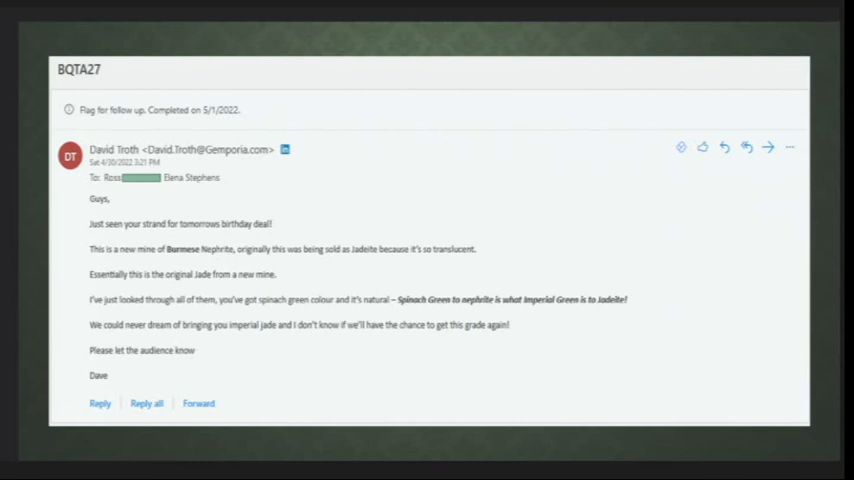 BQTA27
Flag for follow up. Completed on 5/1/2022.
DT
David Troth <David.Troth@Gemporia.com>
Sat 4/30/2022 3:21 PM
To: Ross Elena Stephens
Guys,
Just seen your strand for tomorrows birthday deal!
This is a new mine of Burmese Nephrite, originally this was being sold as Jadeite because it's so translucent.
Essentially this is the original Jade from a new mine.
I've just looked through all of them, you've got spinach green colour and it's natural – Spinach Green to nephrite is what Imperial Green is to Jadeite!
We could never dream of bringing you imperial jade and I don't know if we'll have the chance to get this grade again!
Please let the audience know
Dave
Reply Reply all Forward